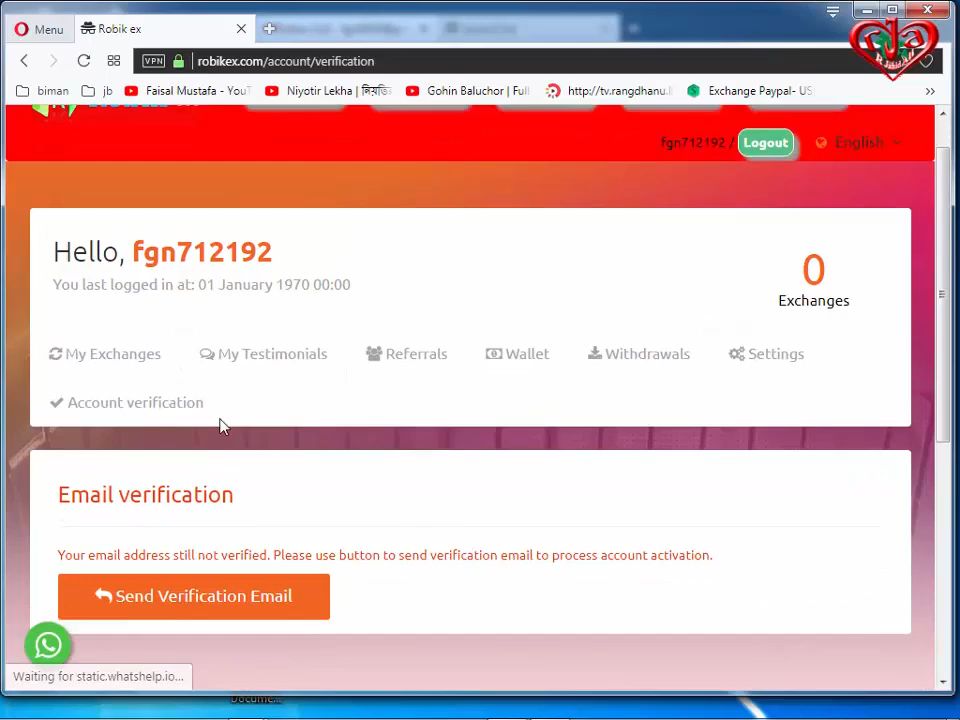 Menu
Robik ex
VPN
robikex.com/account/verification
biman
jb
Faisal Mustafa - You
Niyotir Lekha |
Gohin Baluchor | Full
http://tv.rangdhanu.l
Exchange Paypal- US
»
fgn712192 / Logout
English
Hello, fgn712192
You last logged in at: 01 January 1970 00:00
0
Exchanges
My Exchanges
My Testimonials
Referrals
Wallet
Withdrawals
Settings
Account verification
Email verification
Your email address still not verified. Please use button to send verification email to process account activation.
Send Verification Email
Waiting for static.whatshelp.io...
Docume...